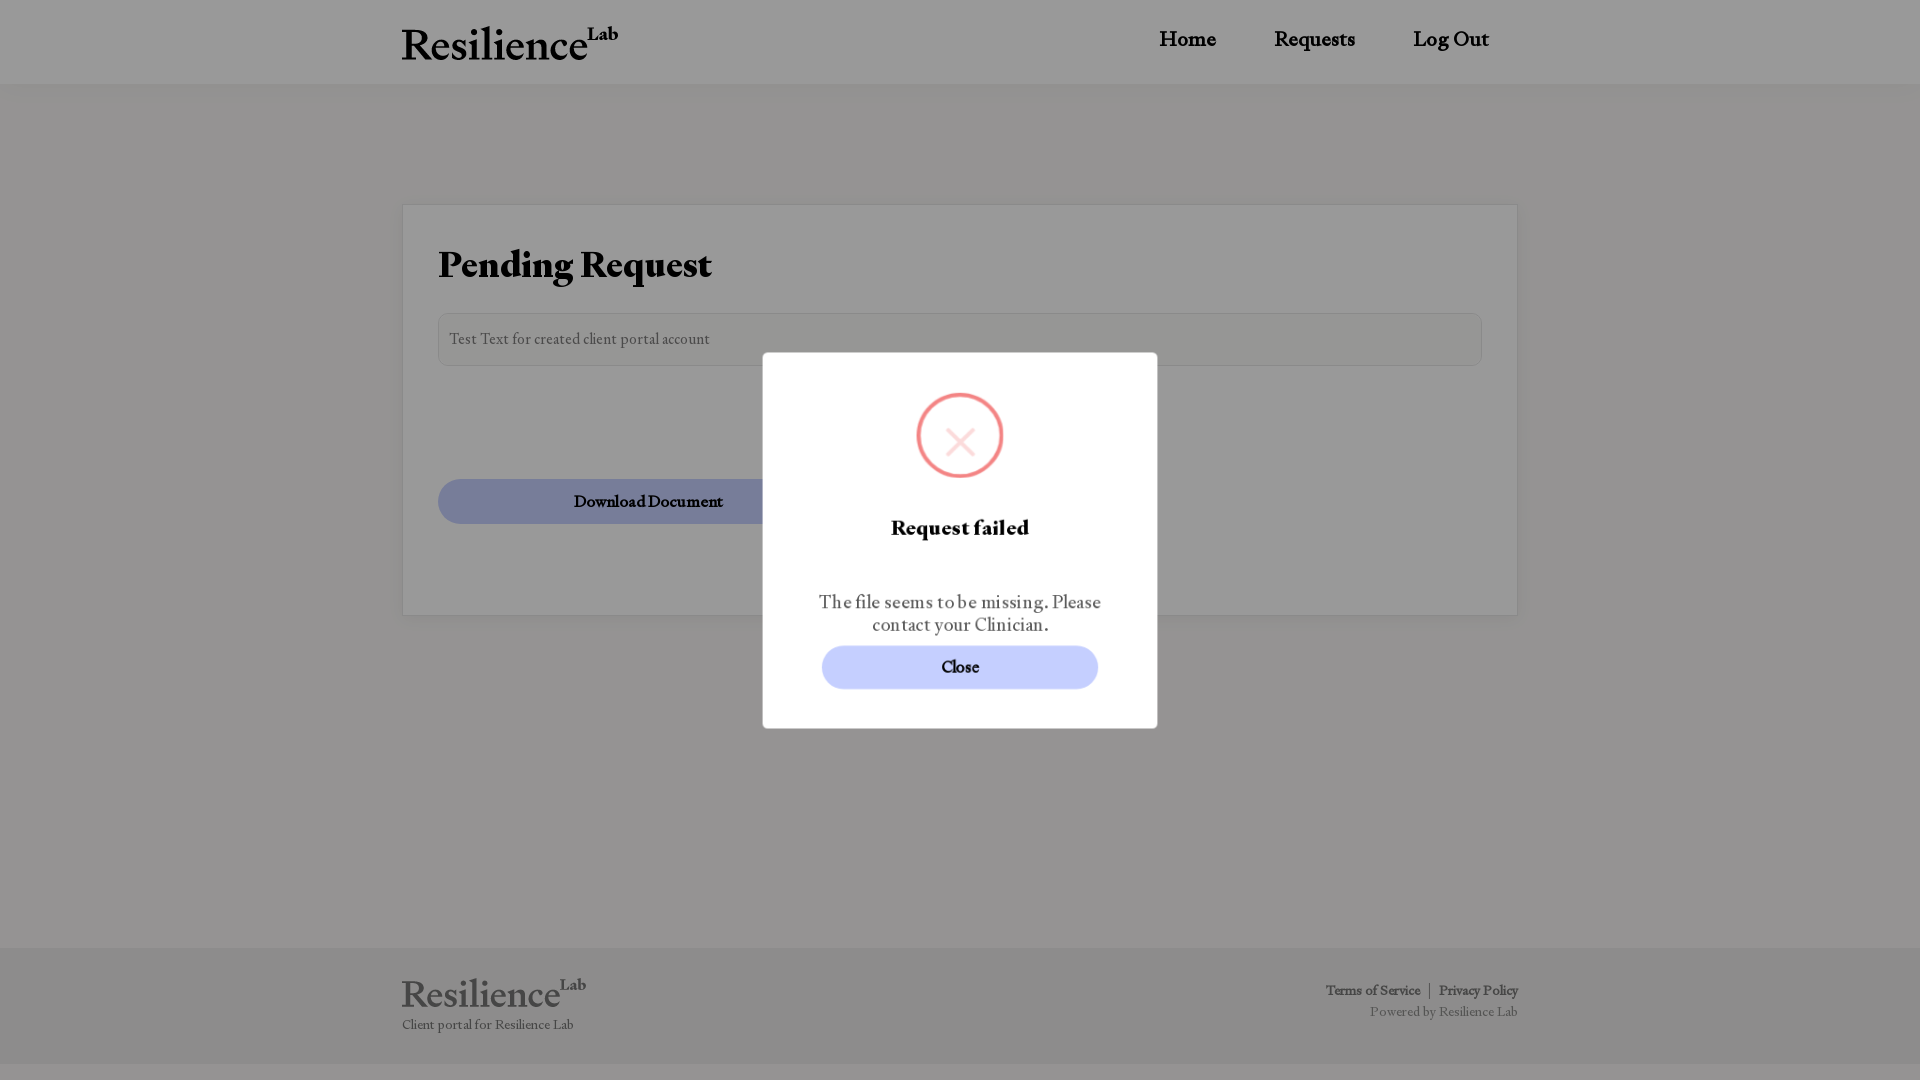 Resilience Lab
Home
Requests
Log Out
Pending Request
Test Text for created client portal account
Download Document
Request failed
The file seems to be missing. Please
contact your Clinician.
Close
Resilience Lab
Client portal for Resilience Lab
Terms of Service | Privacy Policy
Powered by Resilience Lab